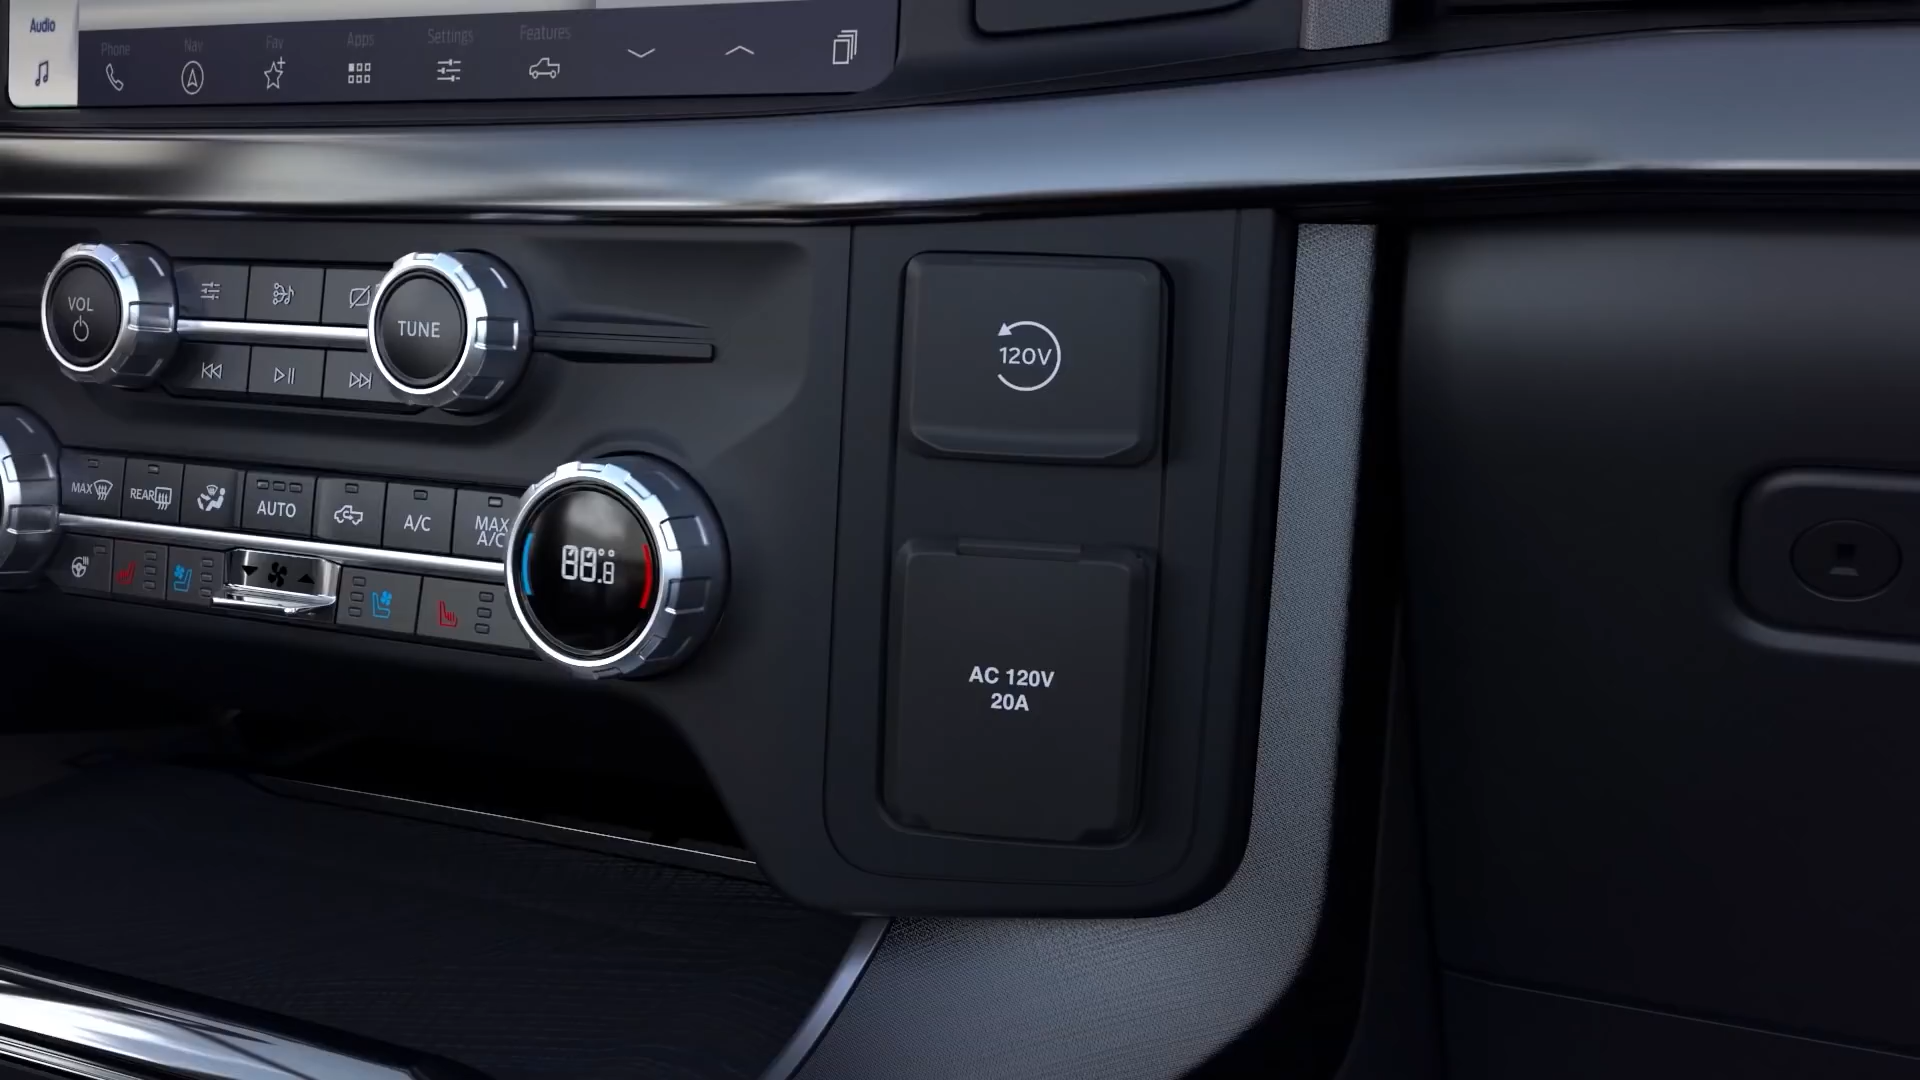 Audio
Phone
Nav
Fav
Apps
Settings
Features
VOL
TUNE
120V
MAX
REAR
AUTO
A/C
MAX
A/C
88.8
AC 120V
20A